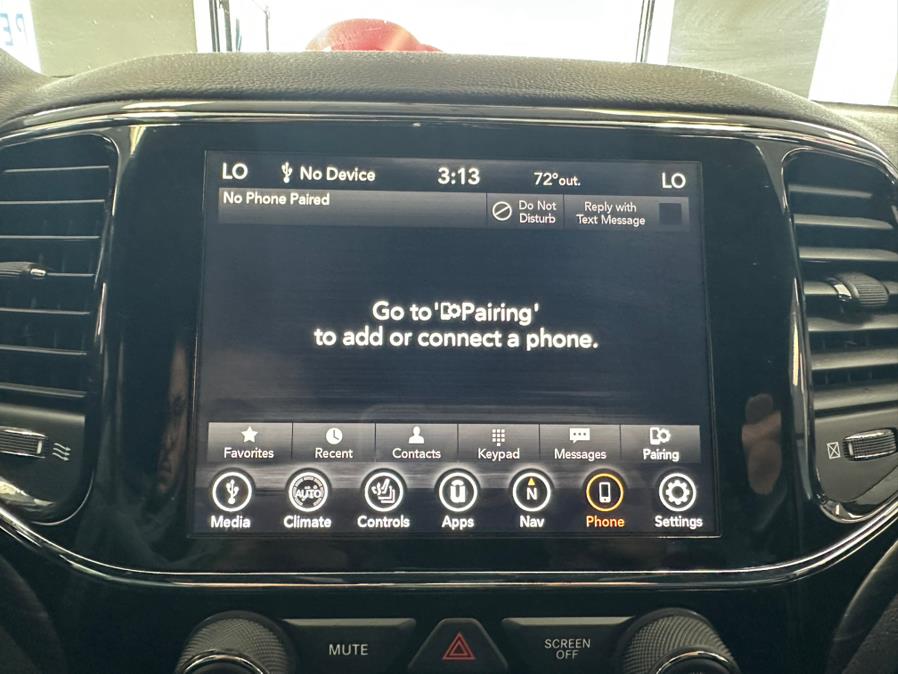 LO No Device 3:13 72°out. LO
No Phone Paired
Do Not
Disturb
Reply with
Text Message
Go to 'Pairing'
to add or connect a phone.
Favorites Recent Contacts Keypad Messages Pairing
AUTO N
Media Climate Controls Apps Nav Phone Settings
MUTE
SCREEN
OFF